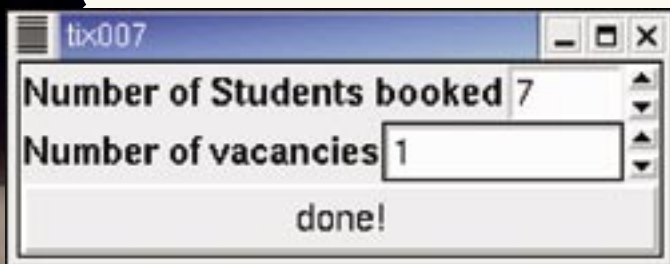 tix007
Number of Students booked 7
Number of vacancies 1
done!